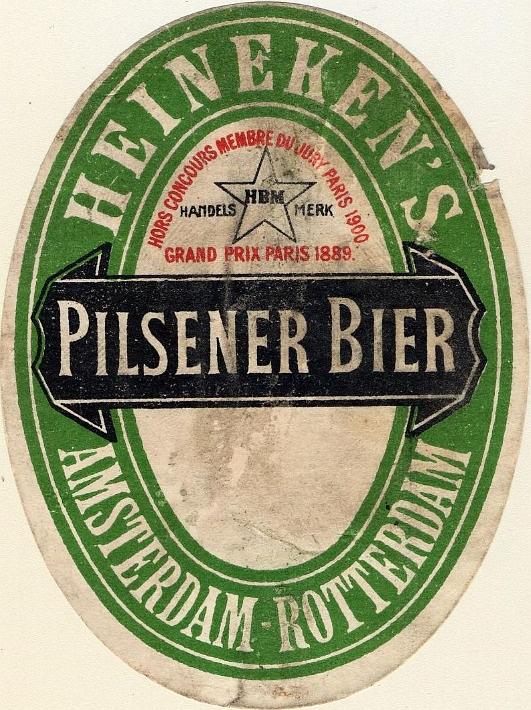 HEINEKEN'S
HORS CONCOURS MEMBRE DU JURY PARIS 1900.
HBM
HANDELS MERK
GRAND PRIX PARIS 1889.
PILSENER BIER
AMSTERDAM-ROTTERDAM